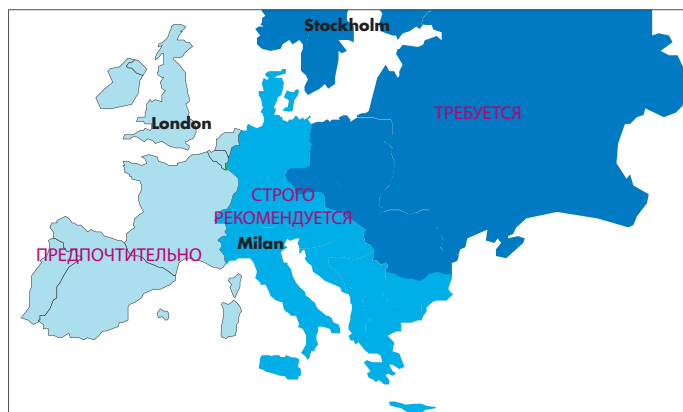 Stockholm
ТРЕБУЕТСЯ
London
СТРОГО
РЕКОМЕНДУЕТСЯ
Milan
ПРЕДПОЧТИТЕЛЬНО